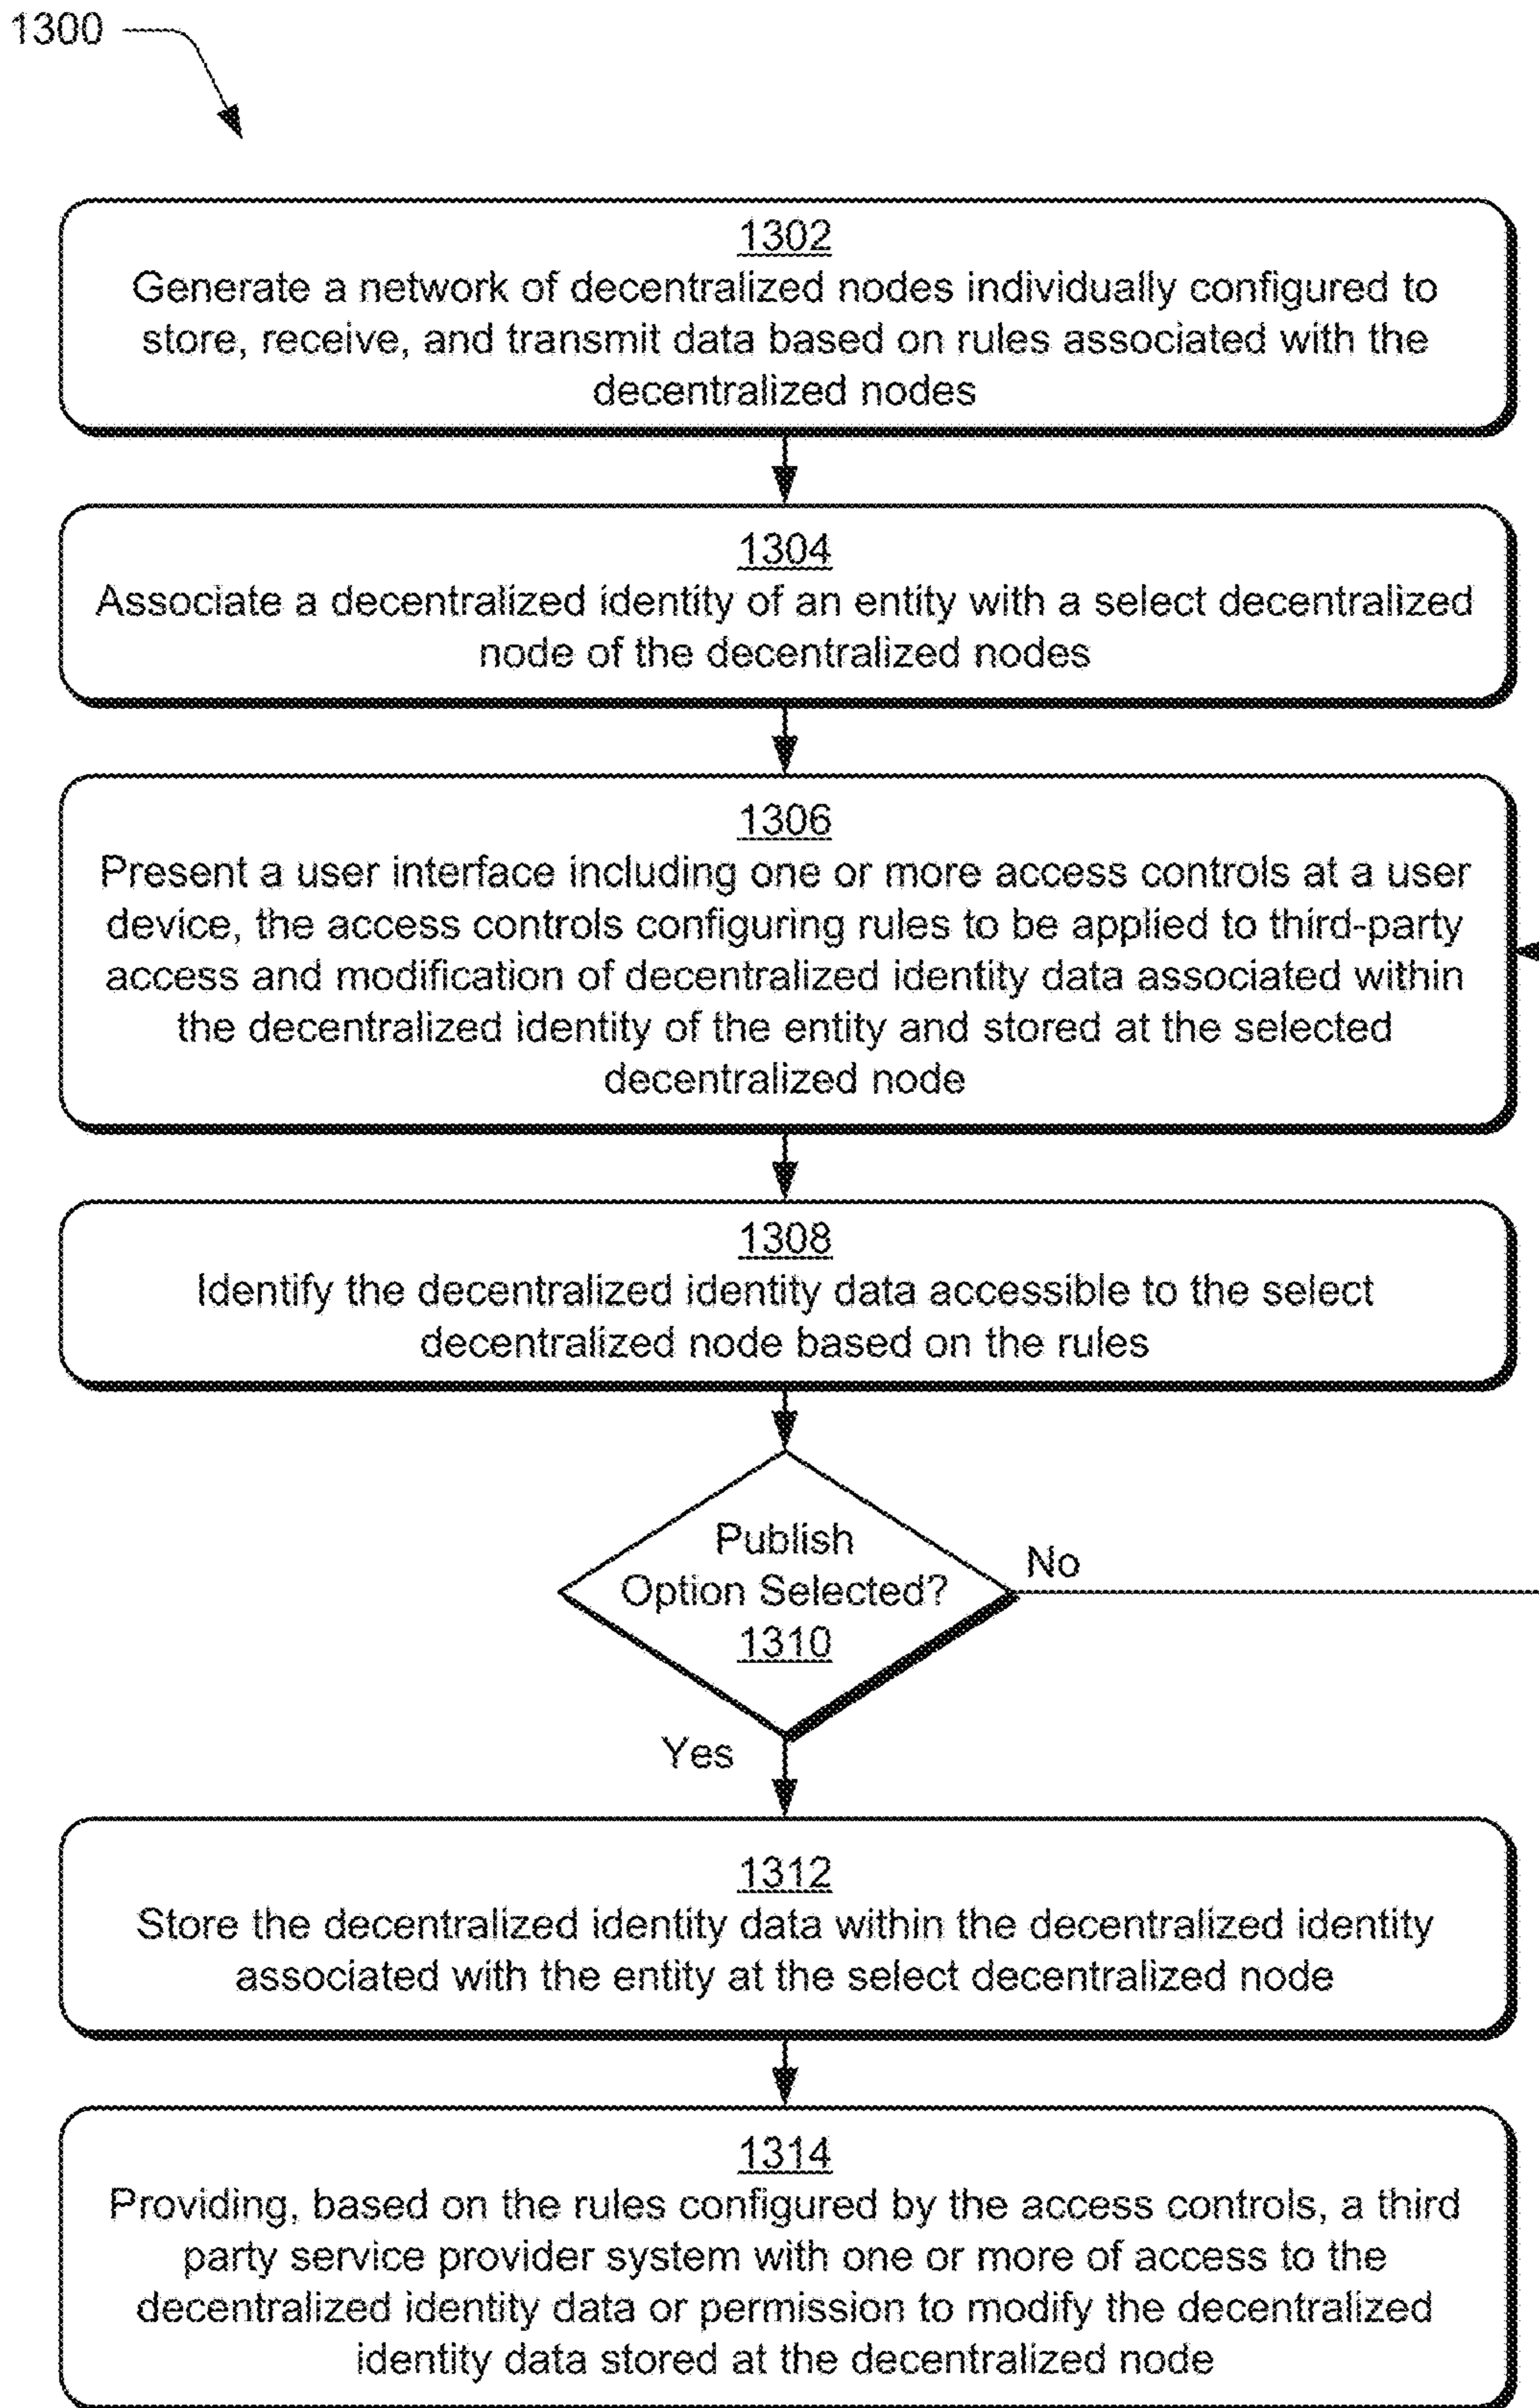 1300
1302
Generate a network of decentralized nodes individually configured to
store, receive, and transmit data based on rules associated with the
decentralized nodes
1304
Associate a decentralized identity of an entity with a select decentralized
node of the decentralized nodes
1306
Present a user interface including one or more access controls at a user
device, the access controls configuring rules to be applied to third-party
access and modification of decentralized identity data associated within
the decentralized identity of the entity and stored at the selected
decentralized node
1308
Identify the decentralized identity data accessible to the select
decentralized node based on the rules
Publish
Option Selected?
1310
No
Yes
1312
Store the decentralized identity data within the decentralized identity
associated with the entity at the select decentralized node
1314
Providing, based on the rules configured by the access controls, a third
party service provider system with one or more of access to the
decentralized identity data or permission to modify the decentralized
identity data stored at the decentralized node